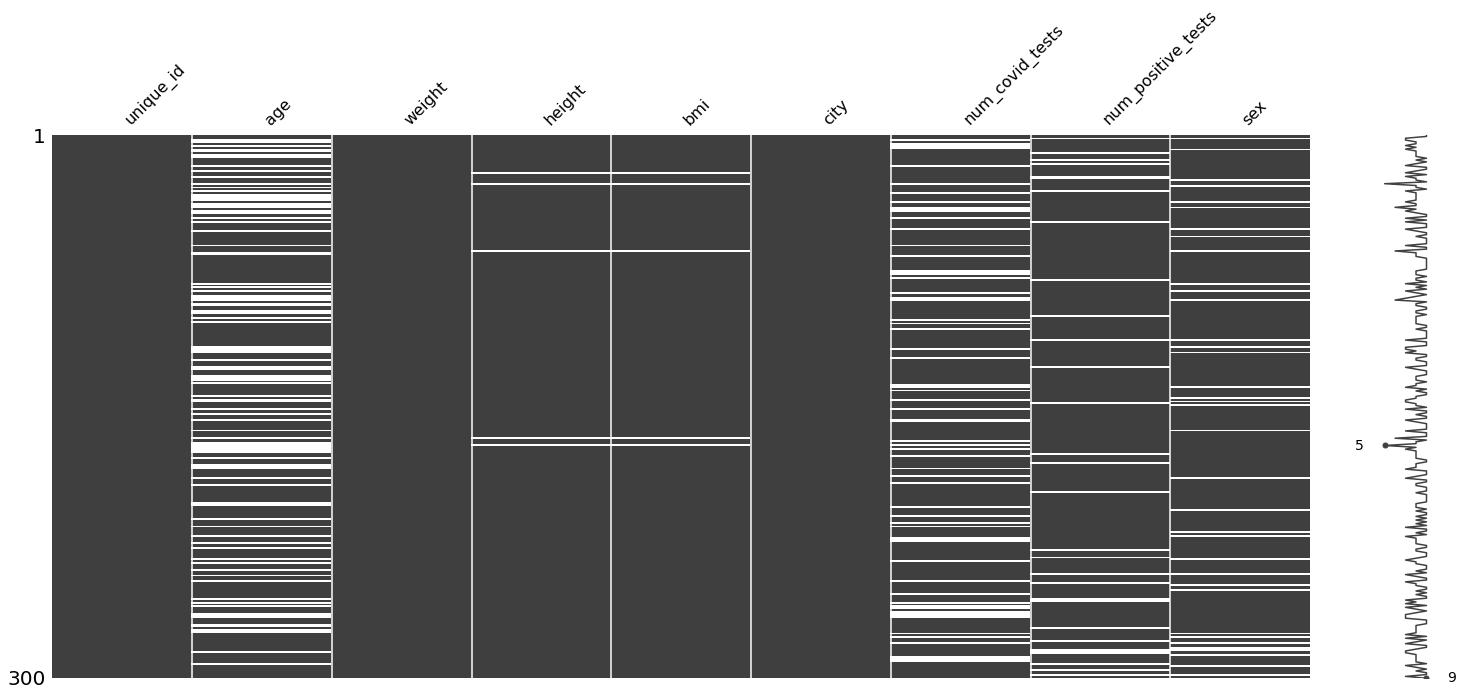 unique_id
age
weight
height
bmi
city
num_covid_tests
num_positive_tests
sex
1
5
300
9